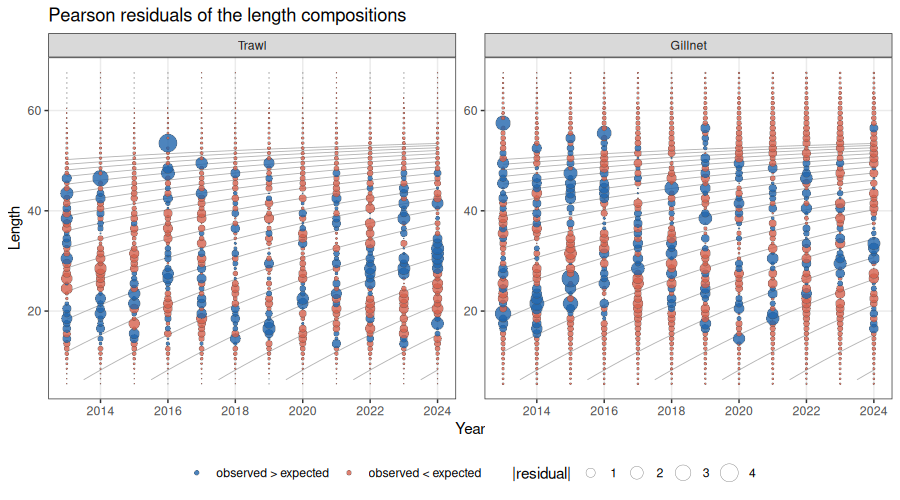 Pearson residuals of the length compositions
Trawl
Gillnet
60
40
20
60
40
20
Length
2014
2016
2018
2020
2022
2024
2014
2016
2018
2020
2022
2024
Year
observed > expected
observed < expected
|residual|
1
2
3
4